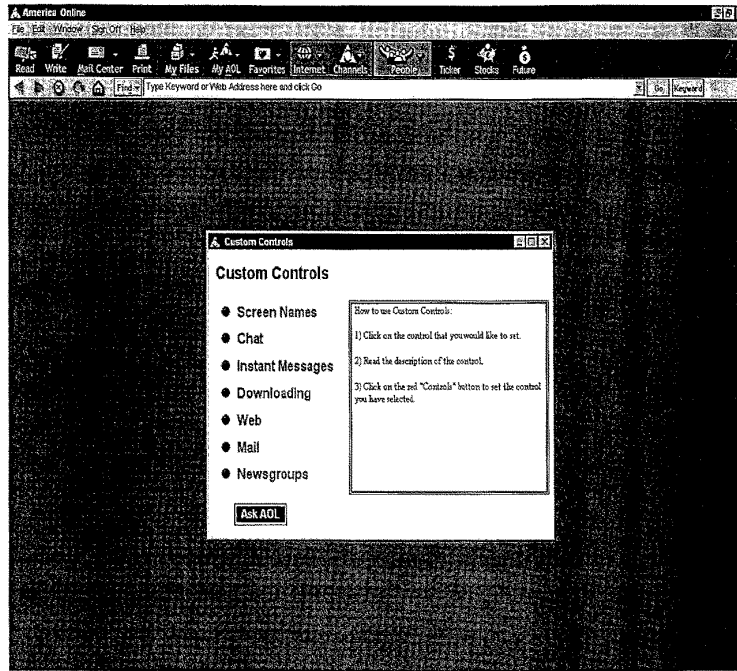 America Online
File Edit Window Sign Off Help
Read Write Mail Center Print My Files My AOL Favorites Internet Channels People Ticker Stocks Future
Find Type Keyword or Web Address here and click Go Go Keyword
Custom Controls
Custom Controls
Screen Names
Chat
Instant Messages
Downloading
Web
Mail
Newsgroups
How to use Custom Controls:
1) Click on the control that you would like to set.
2) Read the description of the control.
3) Click on the red "Controls" button to set the control
you have selected.
Ask AOL